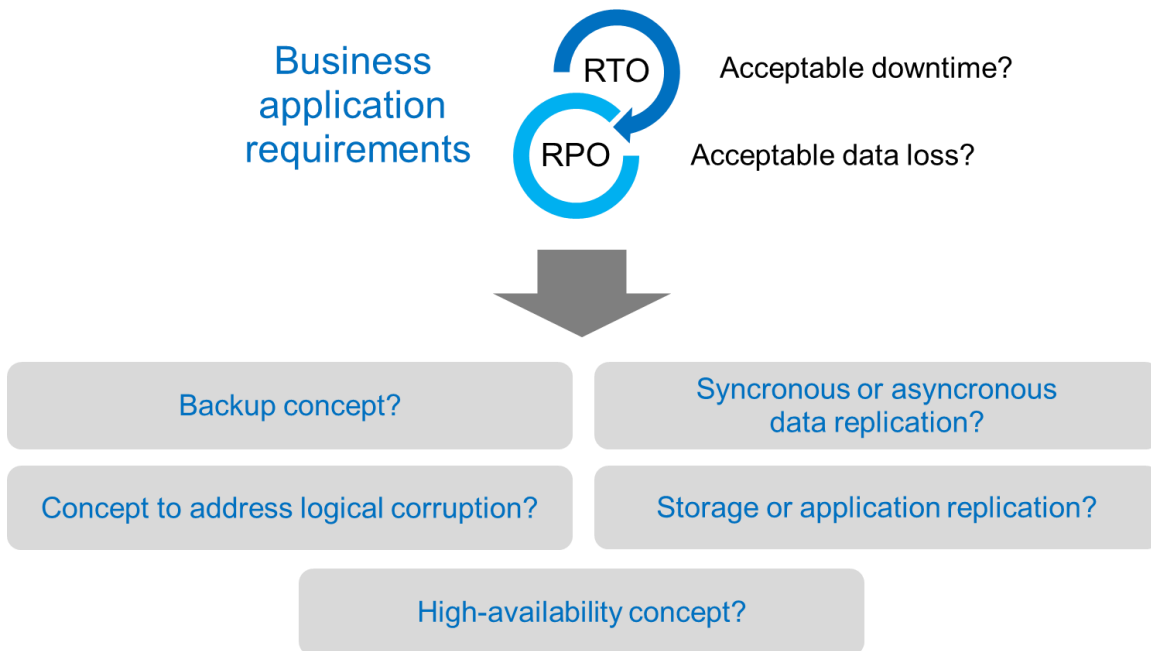 Business
application
requirements
RTO
Acceptable downtime?
RPO
Acceptable data loss?
Backup concept?
Syncronous or asyncronous
data replication?
Concept to address logical corruption?
Storage or application replication?
High-availability concept?